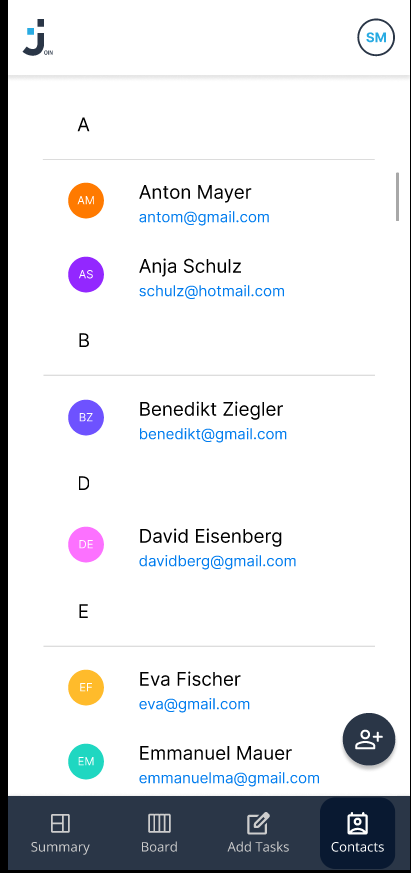 J
OIN
SM
A
AM
Anton Mayer
antom@gmail.com
AS
Anja Schulz
schulz@hotmail.com
B
BZ
Benedikt Ziegler
benedikt@gmail.com
D
DE
David Eisenberg
davidberg@gmail.com
E
EF
Eva Fischer
eva@gmail.com
EM
Emmanuel Mauer
emmanuelma@gmail.com
Summary
Board
Add Tasks
Contacts